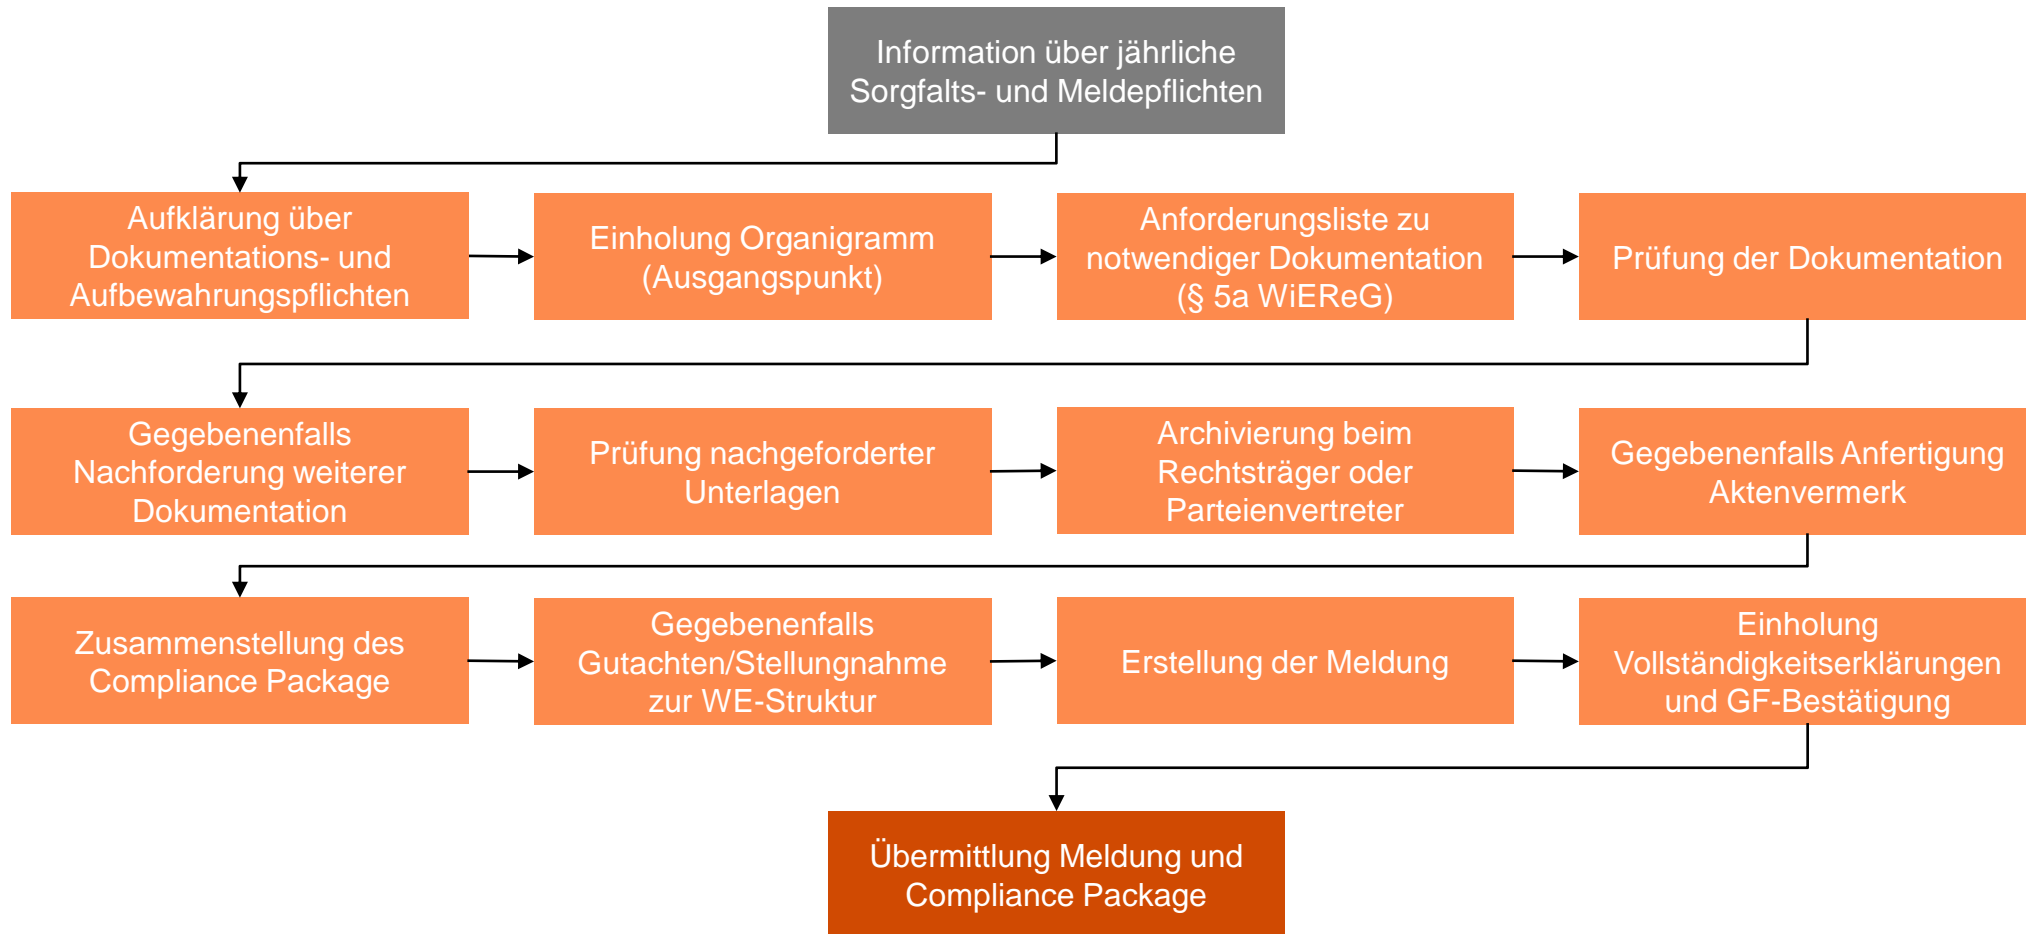 Information über jährliche
Sorgfalts- und Meldepflichten
Aufklärung über
Dokumentations- und
Aufbewahrungspflichten
Einholung Organigramm
(Ausgangspunkt)
Anforderungsliste zu
notwendiger Dokumentation
(§ 5a WiEReG)
Prüfung der Dokumentation
Gegebenenfalls
Nachforderung weiterer
Dokumentation
Prüfung nachgeforderter
Unterlagen
Archivierung beim
Rechtsträger oder
Parteienvertreter
Gegebenenfalls Anfertigung
Aktenvermerk
Zusammenstellung des
Compliance Package
Gegebenenfalls
Gutachten/Stellungnahme
zur WE-Struktur
Erstellung der Meldung
Einholung
Vollständigkeitserklärungen
und GF-Bestätigung
Übermittlung Meldung und
Compliance Package